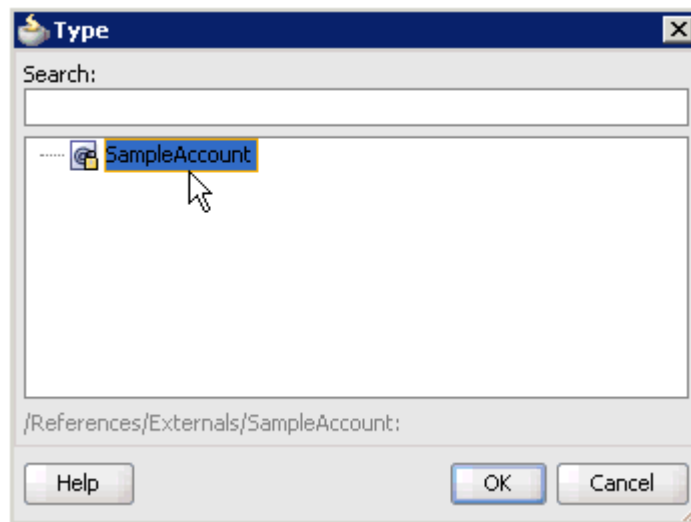 Type
Search:
SampleAccount
/References/Externals/SampleAccount:
Help OK Cancel